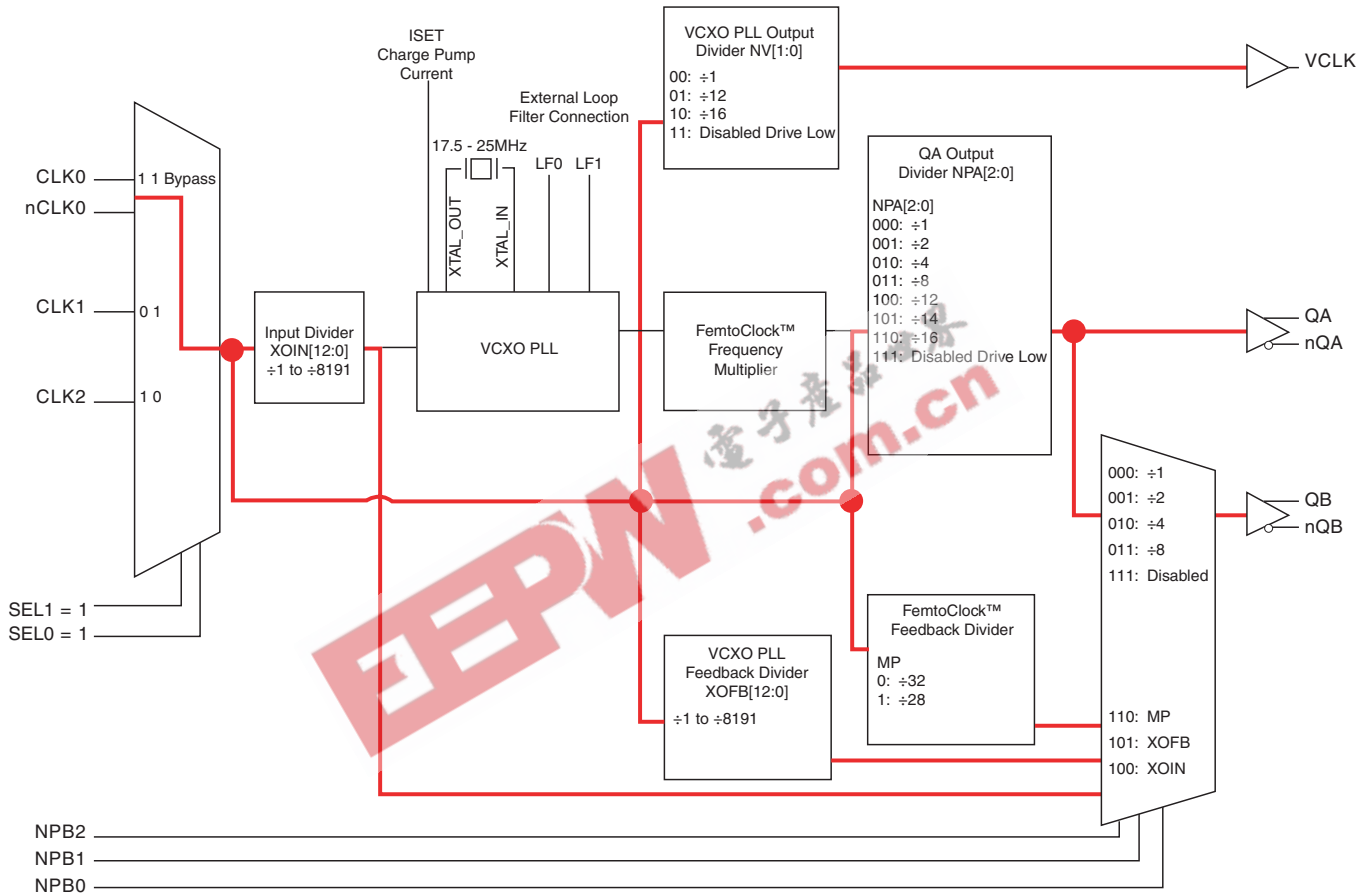 ISET
Charge Pump
Current
External Loop
Filter Connection
17.5 - 25MHz
LF0 LF1
XTAL_OUT
XTAL_IN
VCXO PLL Output
Divider NV[1:0]
00: ÷1
01: ÷12
10: ÷16
11: Disabled Drive Low
VCLK
CLK0
nCLK0
CLK1
CLK2
1 1 Bypass
0 1
1 0
SEL1 = 1
SEL0 = 1
Input Divider
XOIN[12:0]
÷1 to ÷8191
VCXO PLL
FemtoClock™
Frequency
Multiplier
QA Output
Divider NPA[2:0]
NPA[2:0]
000: ÷1
001: ÷2
010: ÷4
011: ÷8
100: ÷12
101: ÷14
110: ÷16
111: Disabled Drive Low
QA
nQA
000: ÷1
001: ÷2
010: ÷4
011: ÷8
111: Disabled
110: MP
101: XOFB
100: XOIN
QB
nQB
FemtoClock™
Feedback Divider
MP
0: ÷32
1: ÷28
VCXO PLL
Feedback Divider
XOFB[12:0]
÷1 to ÷8191
NPB2
NPB1
NPB0
EEPW
電子產品世界
.com.cn